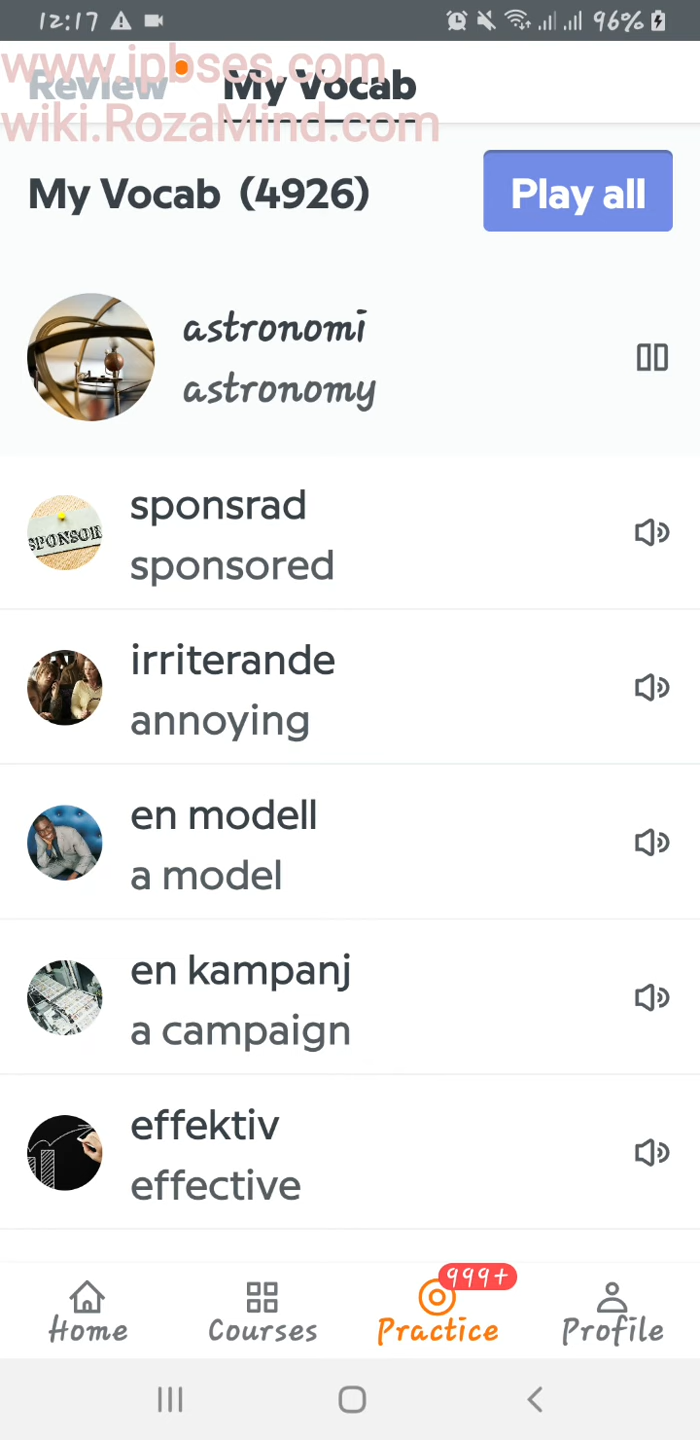 12:17
96%
www.ipbses.com
Review
My Vocab
wiki.RozaMind.com
My Vocab (4926)
Play all
astronomi
astronomy
SPONSOR
sponsrad
sponsored
irriterande
annoying
en modell
a model
en kampanj
a campaign
effektiv
effective
999+
Home
Courses
Practice
Profile